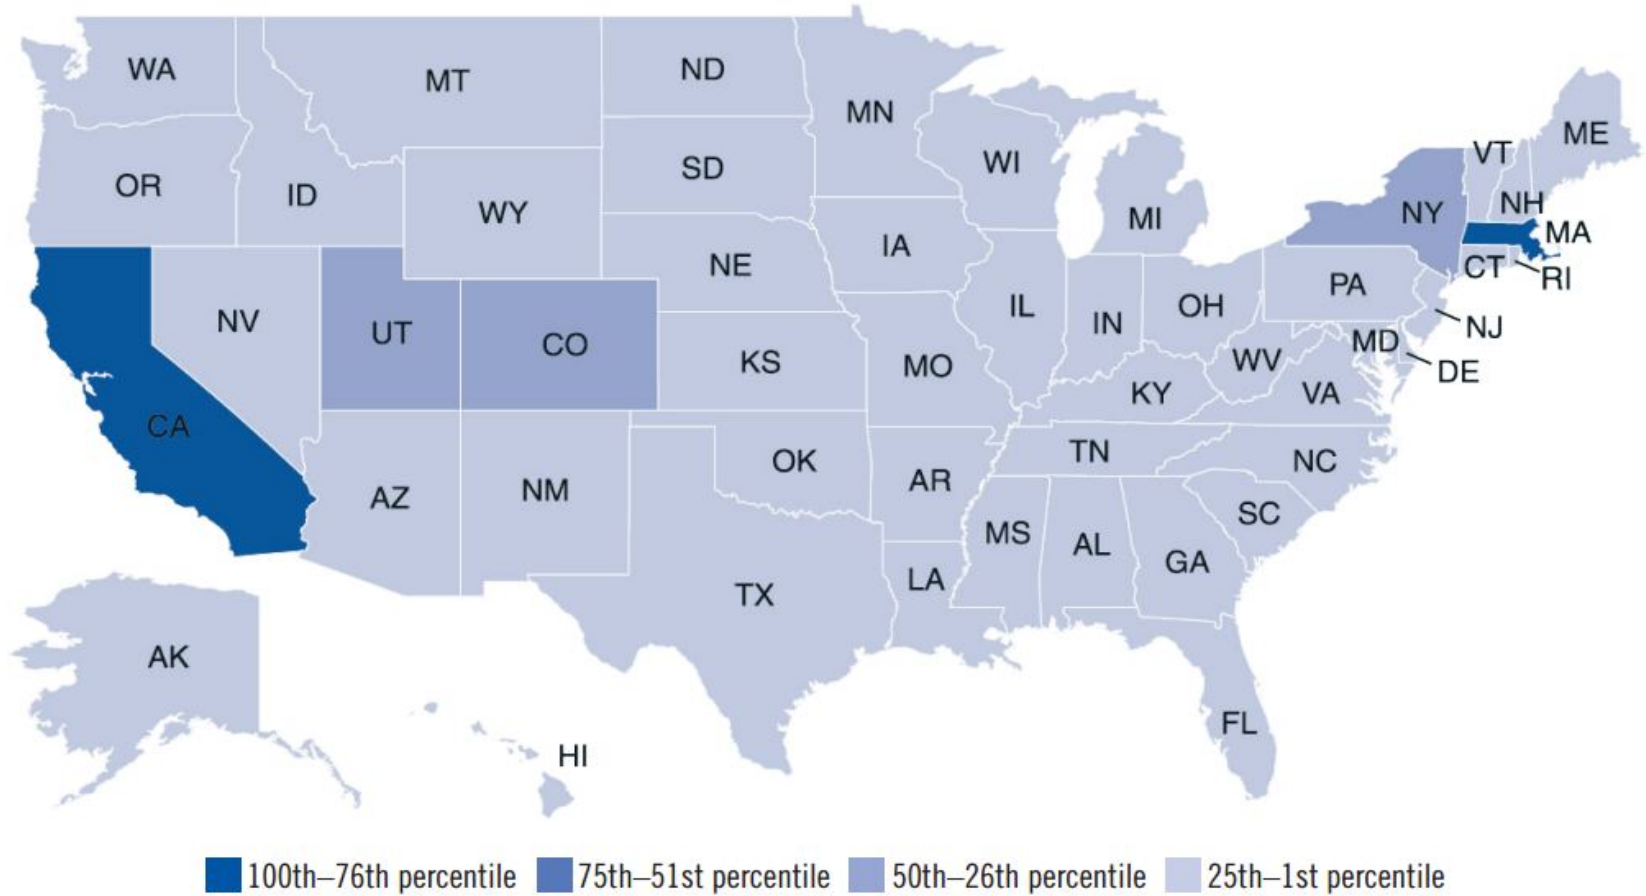 WA
MT
ND
MN
ME
VT
WI
SD
OR
ID
NH
WY
NY
MI
MA
IA
NE
CT
RI
PA
IL
OH
NV
IN
NJ
UT
CO
MD
WV
KS
MO
DE
KY
VA
CA
TN
NC
OK
AR
NM
AZ
SC
MS
AL
GA
LA
TX
AK
FL
HI
100th–76th percentile 75th–51st percentile 50th–26th percentile 25th–1st percentile